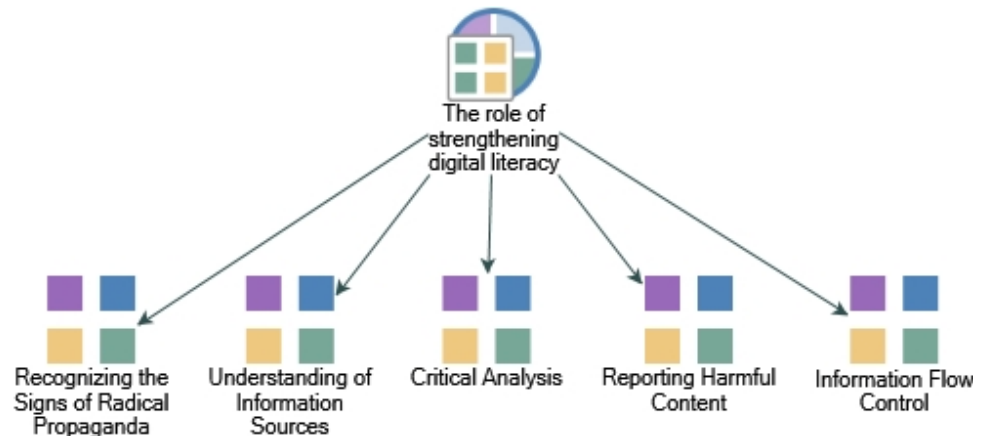 The role of
strengthening
digital literacy
Recognizing the
Signs of Radical
Propaganda
Understanding of
Information
Sources
Critical Analysis
Reporting Harmful
Content
Information Flow
Control